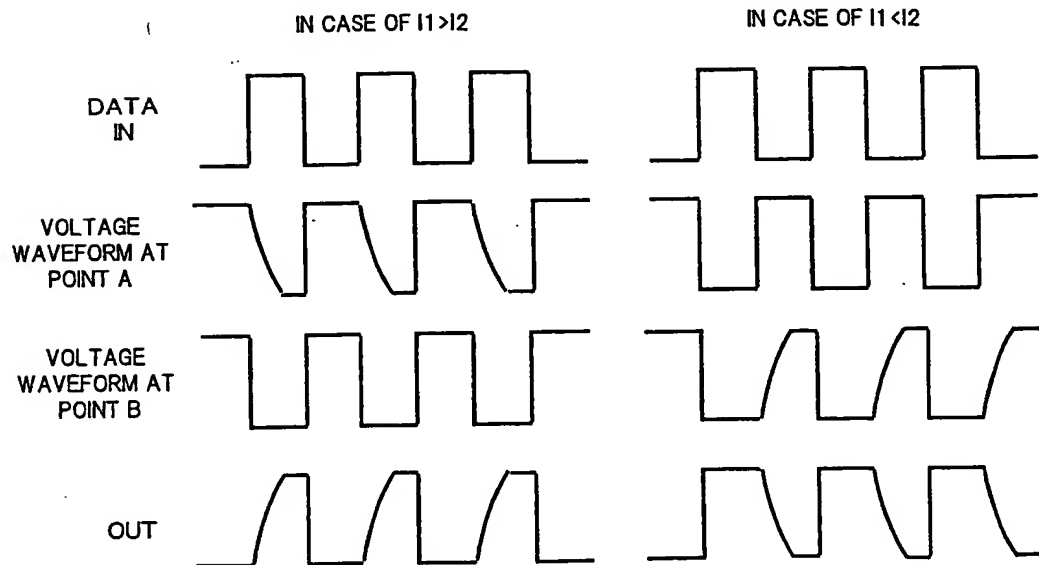 IN CASE OF I1>I2
IN CASE OF I1<I2
DATA
IN
VOLTAGE
WAVEFORM AT
POINT A
VOLTAGE
WAVEFORM AT
POINT B
OUT